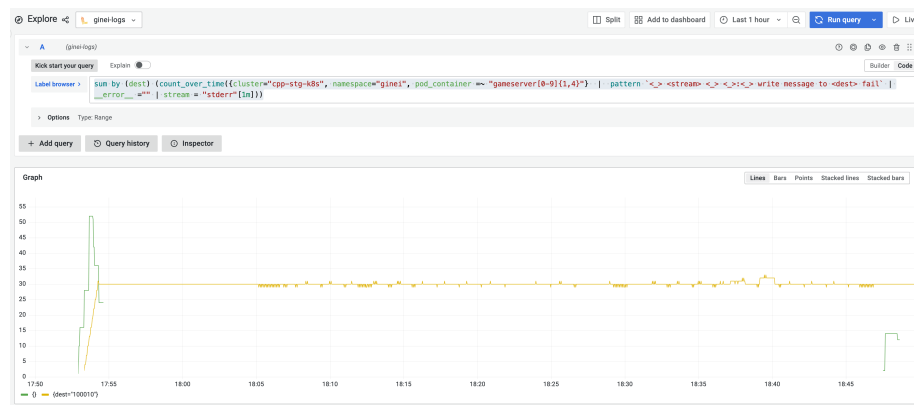 Explore ginei-logs Split Add to dashboard Last 1 hour Run query Liv
A (ginei-logs)
Kick start your query Explain Builder Code
Label browser > sum by (dest) (count_over_time({cluster="cpp-stg-k8s", namespace="ginei", pod_container =~ "gameserver[0-9]{1,4}"} | pattern `<_> <stream> <_> <_>:<_> write message to <dest> fail` |
__error__ ="" | stream = "stderr"[1m]))
> Options Type: Range
+ Add query Query history Inspector
Graph Lines Bars Points Stacked lines Stacked bars
55
50
45
40
35
30
25
20
15
10
5
0
17:50 17:55 18:00 18:05 18:10 18:15 18:20 18:25 18:30 18:35 18:40 18:45
{} {dest="100010"}